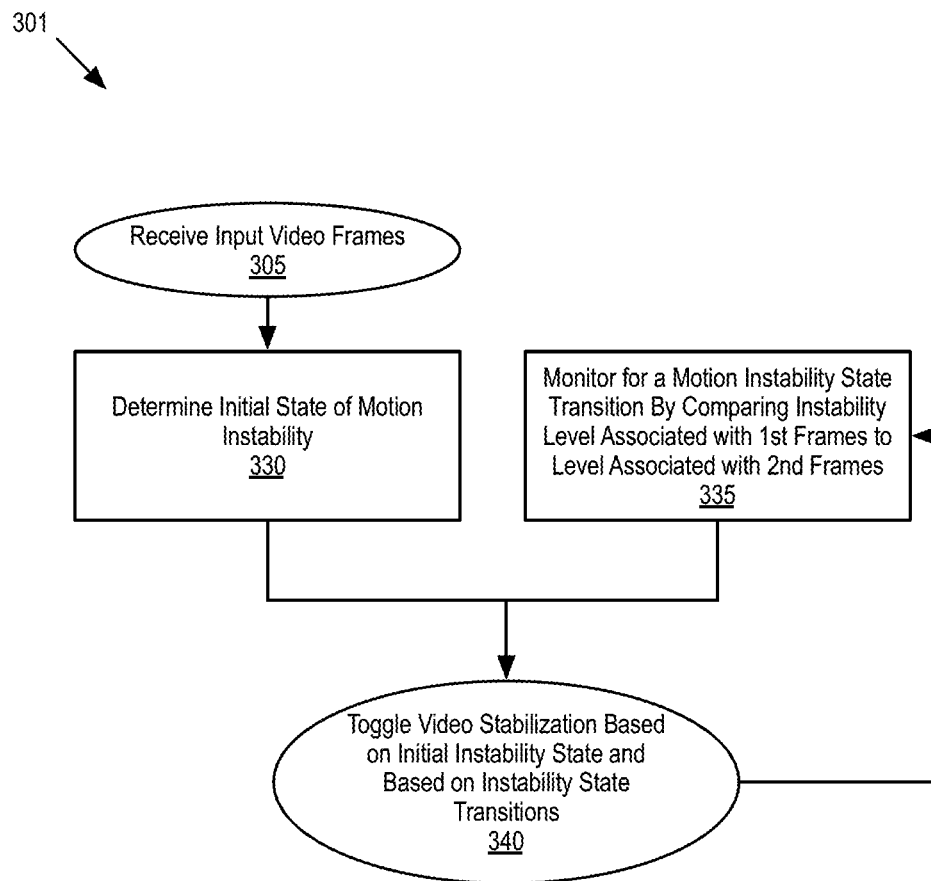 301
Receive Input Video Frames
305
Determine Initial State of Motion
Instability
330
Monitor for a Motion Instability State
Transition By Comparing Instability
Level Associated with 1st Frames to
Level Associated with 2nd Frames
335
Toggle Video Stabilization Based
on Initial Instability State and
Based on Instability State
Transitions
340